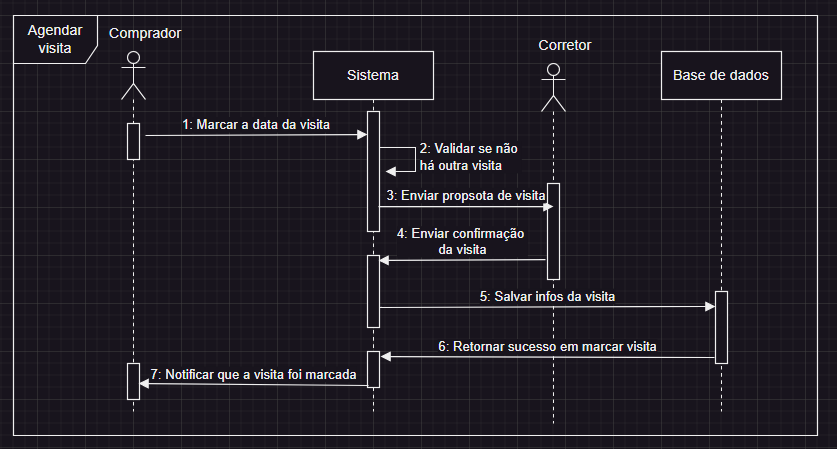 Agendar
visita
Comprador
Corretor
Sistema
Base de dados
1: Marcar a data da visita
2: Validar se não
há outra visita
3: Enviar propsota de visita
4: Enviar confirmação
da visita
5: Salvar infos da visita
6: Retornar sucesso em marcar visita
7: Notificar que a visita foi marcada